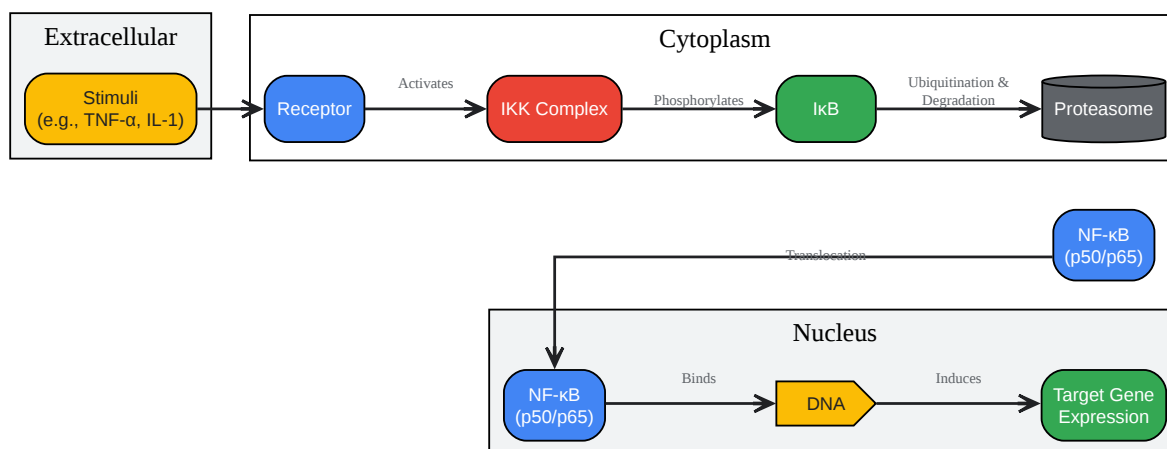 Extracellular
Cytoplasm
Stimuli
(e.g., TNF-α, IL-1)
Receptor
Activates
IKK Complex
Phosphorylates
IκB
Ubiquitination &
Degradation
Proteasome
NF-κB
(p50/p65)
Translocation
Nucleus
NF-κB
(p50/p65)
Binds
DNA
Induces
Target Gene
Expression